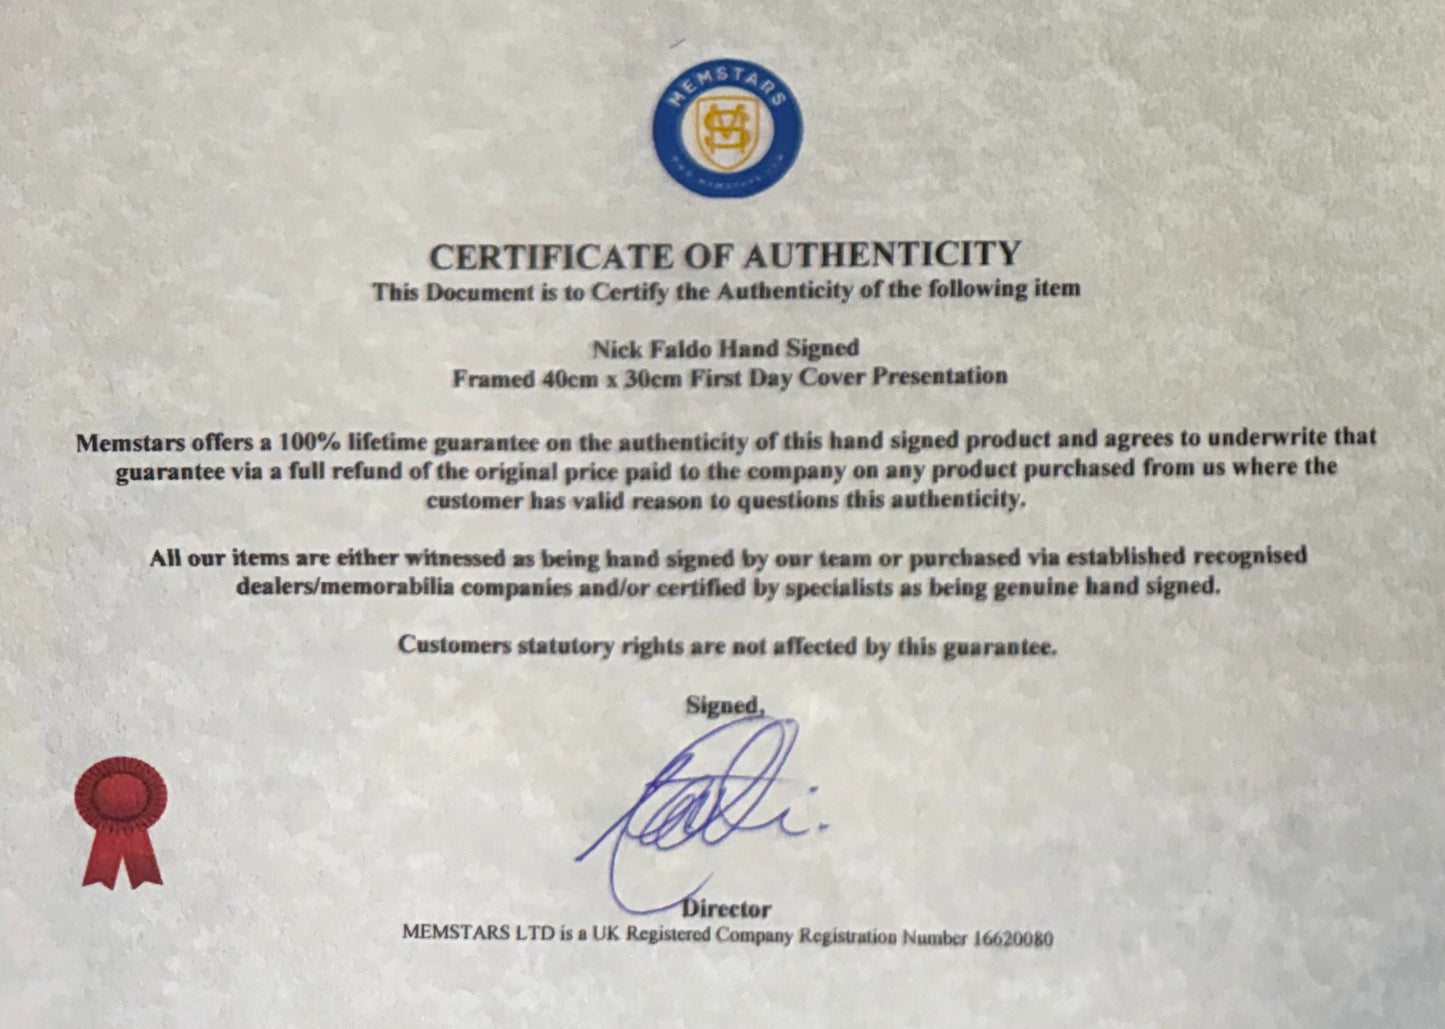 MEMSTARS
CERTIFICATE OF AUTHENTICITY
This Document is to Certify the Authenticity of the following item
Nick Faldo Hand Signed
Framed 40cm x 30cm First Day Cover Presentation
Memstars offers a 100% lifetime guarantee on the authenticity of this hand signed product and agrees to underwrite that
guarantee via a full refund of the original price paid to the company on any product purchased from us where the
customer has valid reason to questions this authenticity.
All our items are either witnessed as being hand signed by our team or purchased via established recognised
dealers/memorabilia companies and/or certified by specialists as being genuine hand signed.
Customers statutory rights are not affected by this guarantee.
Signed,
Director
MEMSTARS LTD is a UK Registered Company Registration Number 16620080